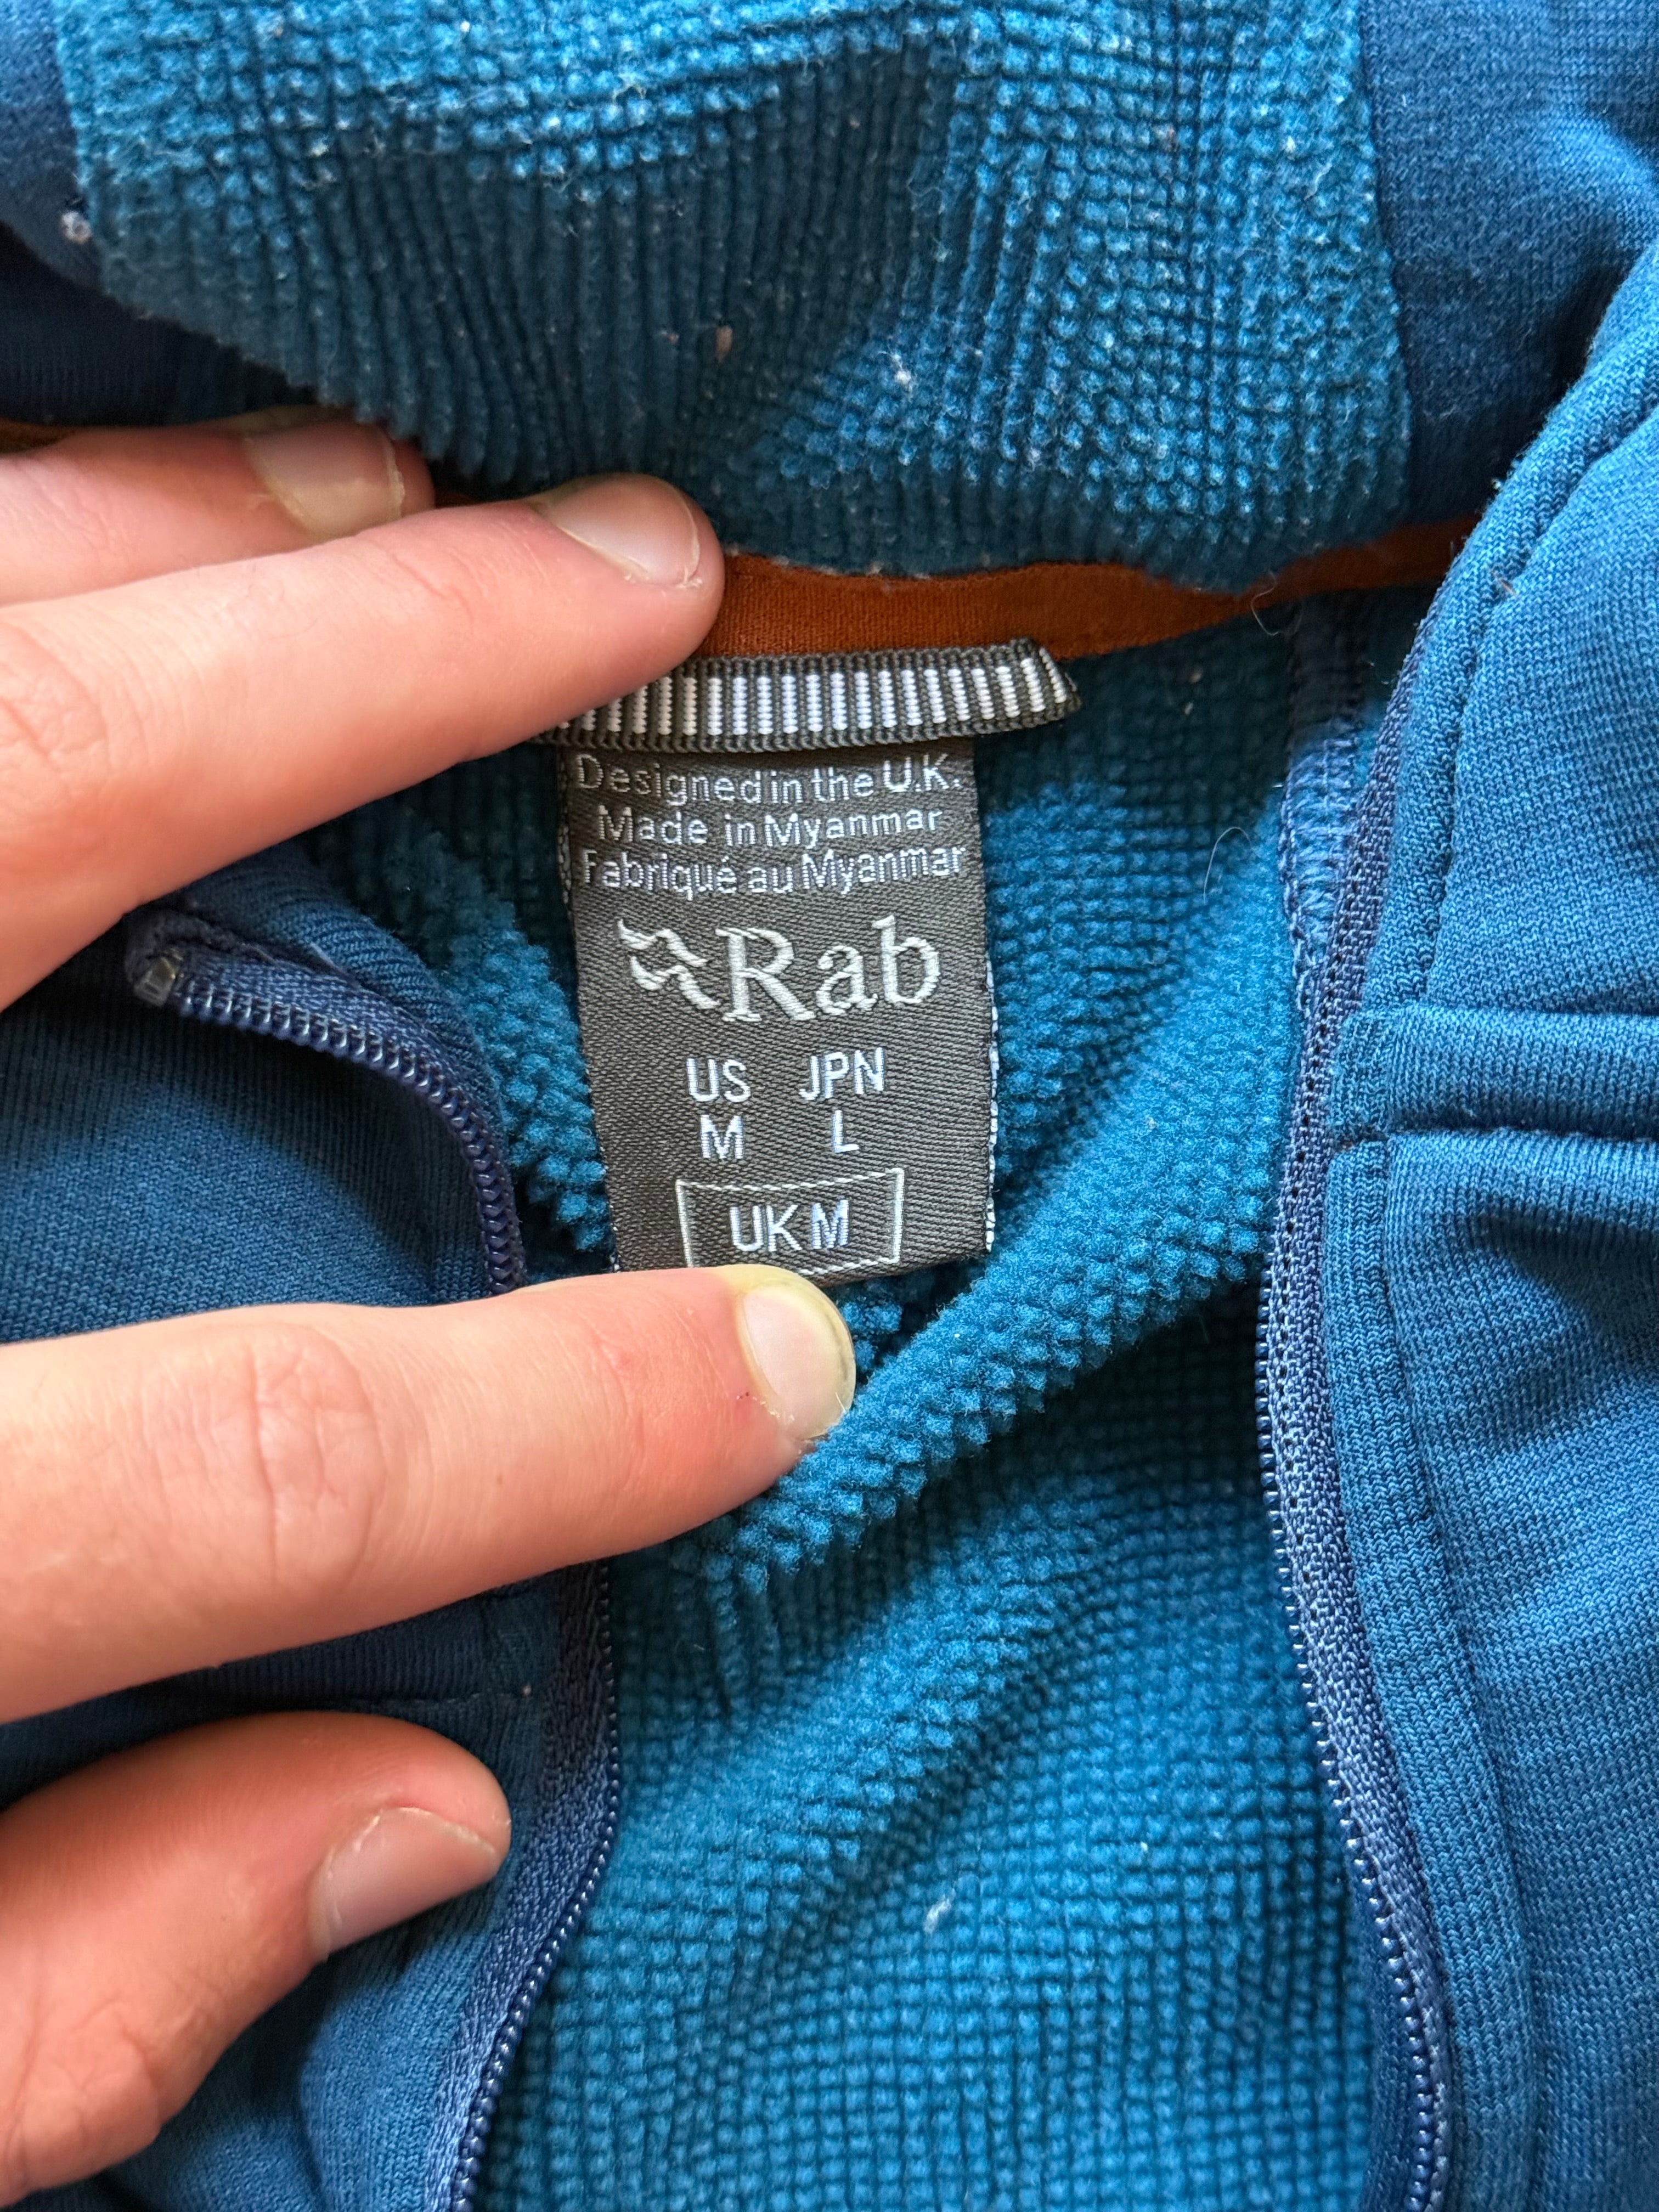 Designed in the U.K.
Made in Myanmar
Fabriqué au Myanmar
Rab
US JPN
M L
UK M